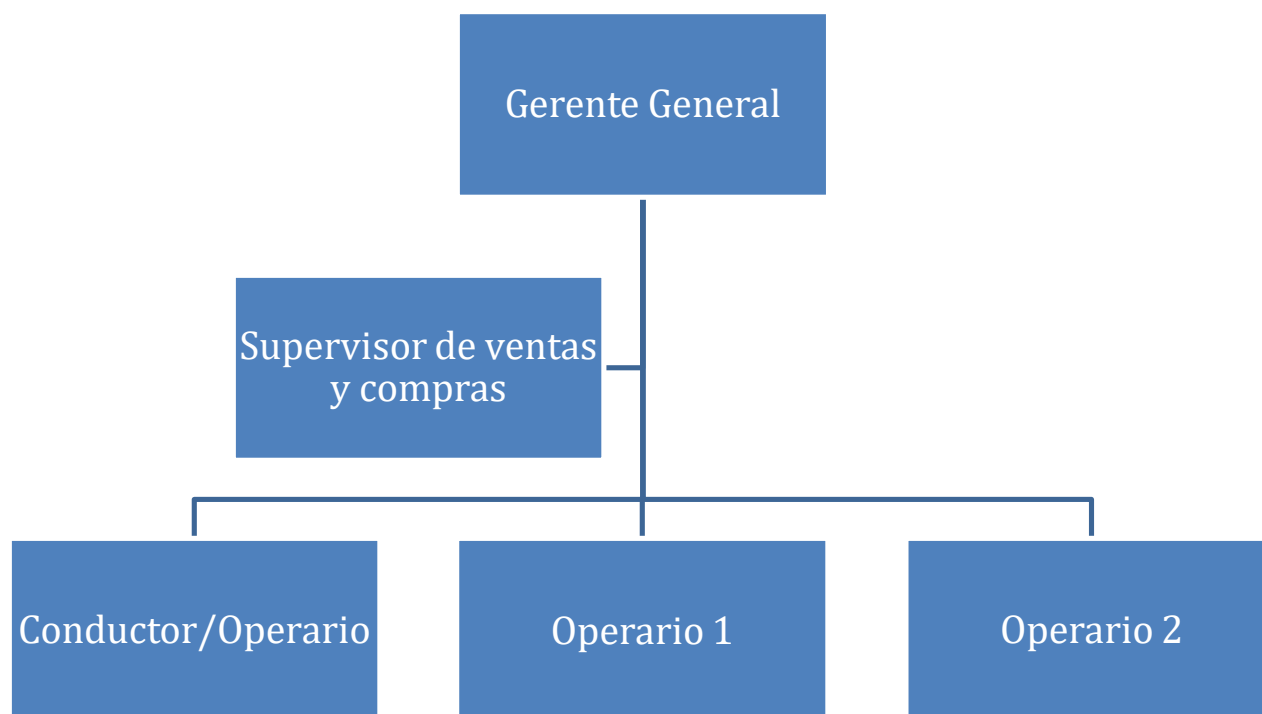 Gerente General
Supervisor de ventas
y compras
Conductor/Operario
Operario 1
Operario 2